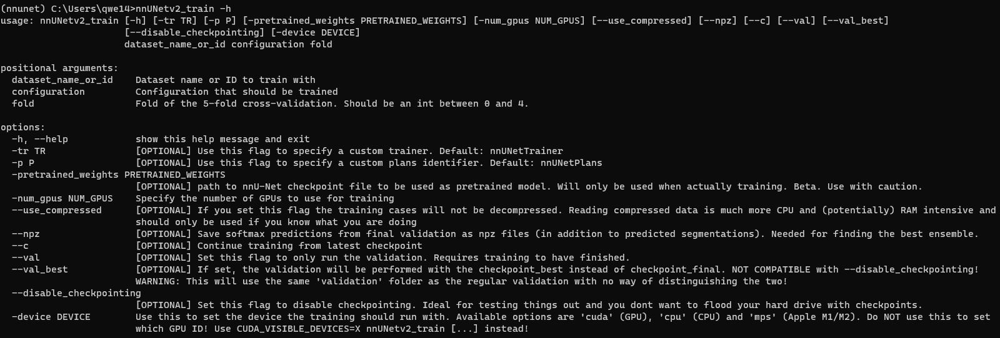 (nnunet) C:\Users\qwe14>nnUNetv2_train -h
usage: nnUNetv2_train [-h] [-tr TR] [-p P] [-pretrained_weights PRETRAINED_WEIGHTS] [-num_gpus NUM_GPUS] [--use_compressed] [--npz] [--c] [--val] [--val_best]
                      [--disable_checkpointing] [-device DEVICE]
                      dataset_name_or_id configuration fold

positional arguments:
  dataset_name_or_id    Dataset name or ID to train with
  configuration         Configuration that should be trained
  fold                  Fold of the 5-fold cross-validation. Should be an int between 0 and 4.

options:
  -h, --help            show this help message and exit
  -tr TR                [OPTIONAL] Use this flag to specify a custom trainer. Default: nnUNetTrainer
  -p P                  [OPTIONAL] Use this flag to specify a custom plans identifier. Default: nnUNetPlans
  -pretrained_weights PRETRAINED_WEIGHTS
                        [OPTIONAL] path to nnU-Net checkpoint file to be used as pretrained model. Will only be used when actually training. Beta. Use with caution.
  -num_gpus NUM_GPUS    Specify the number of GPUs to use for training
  --use_compressed      [OPTIONAL] If you set this flag the training cases will not be decompressed. Reading compressed data is much more CPU and (potentially) RAM intensive and
                        should only be used if you know what you are doing
  --npz                 [OPTIONAL] Save softmax predictions from final validation as npz files (in addition to predicted segmentations). Needed for finding the best ensemble.
  --c                   [OPTIONAL] Continue training from latest checkpoint
  --val                 [OPTIONAL] Set this flag to only run the validation. Requires training to have finished.
  --val_best            [OPTIONAL] If set, the validation will be performed with the checkpoint_best instead of checkpoint_final. NOT COMPATIBLE with --disable_checkpointing!
                        WARNING: This will use the same 'validation' folder as the regular validation with no way of distinguishing the two!
  --disable_checkpointing
                        [OPTIONAL] Set this flag to disable checkpointing. Ideal for testing things out and you dont want to flood your hard drive with checkpoints.
  -device DEVICE        Use this to set the device the training should run with. Available options are 'cuda' (GPU), 'cpu' (CPU) and 'mps' (Apple M1/M2). Do NOT use this to set
                        which GPU ID! Use CUDA_VISIBLE_DEVICES=X nnUNetv2_train [...] instead!